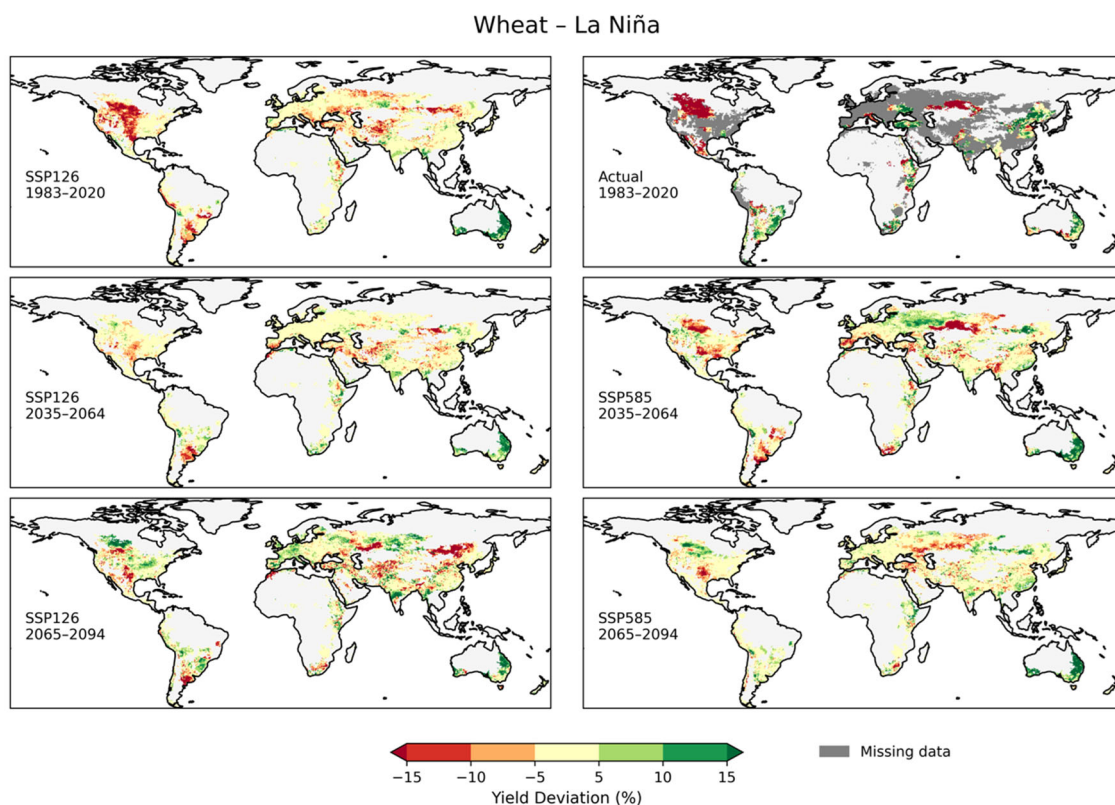 Wheat – La Niña
SSP126
1983–2020
Actual
1983–2020
SSP126
2035–2064
SSP585
2035–2064
SSP126
2065–2094
SSP585
2065–2094
−15 −10 −5 5 10 15
Yield Deviation (%)
Missing data